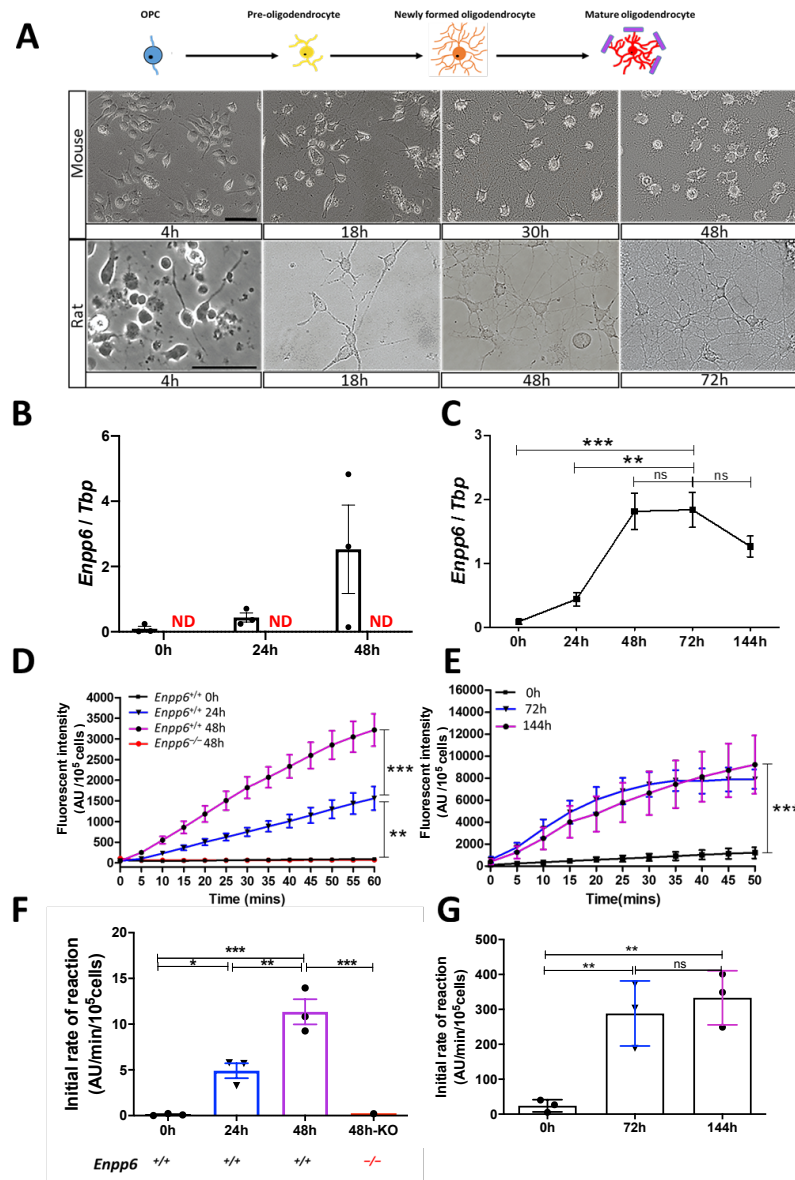 A
OPC
Pre-oligodendrocyte
Newly formed oligodendrocyte
Mature oligodendrocyte
Mouse
4h
18h
30h
48h
Rat
4h
18h
48h
72h
B
Enpp6 / Tbp
6
4
2
0
ND
ND
ND
0h
24h
48h
C
Enpp6 / Tbp
3
2
1
0
***
**
ns
ns
0h
24h
48h
72h
144h
D
Fluorescent intensity
(AU /10⁵ cells)
4000
3500
3000
2500
2000
1500
1000
500
0
Enpp6+/+ 0h
Enpp6+/+ 24h
Enpp6+/+ 48h
Enpp6−/− 48h
***
**
0 5 10 15 20 25 30 35 40 45 50 55 60
Time (mins)
E
Fluorescent intensity
(AU /10⁵ cells)
16000
14000
12000
10000
8000
6000
4000
2000
0
0h
72h
144h
***
0 5 10 15 20 25 30 35 40 45 50
Time(mins)
F
Initial rate of reaction
(AU/min/10⁵cells)
15
10
5
0
***
* ** ***
0h
24h
48h
48h-KO
Enpp6 +/+ +/+ +/+ −/−
G
Initial rate of reaction
(AU/min/10⁵cells)
500
400
300
200
100
0
**
** ns
0h
72h
144h